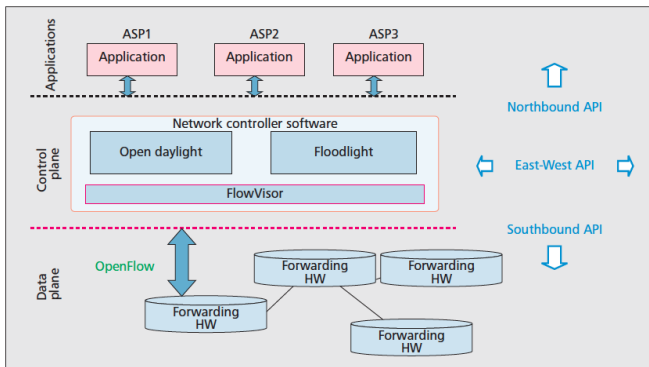 Applications
ASP1
ASP2
ASP3
Application
Application
Application
Northbound API
Control
plane
Network controller software
Open daylight
Floodlight
FlowVisor
East-West API
Southbound API
Data
plane
OpenFlow
Forwarding
HW
Forwarding
HW
Forwarding
HW
Forwarding
HW